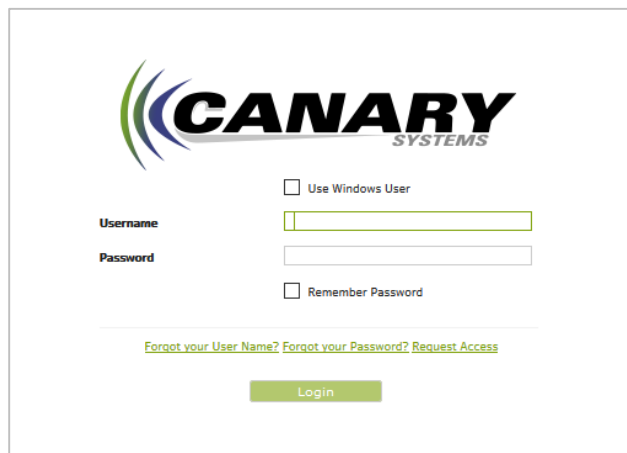 CANARY
SYSTEMS
Use Windows User
Username
Password
Remember Password
Forgot your User Name? Forgot your Password? Request Access
Login